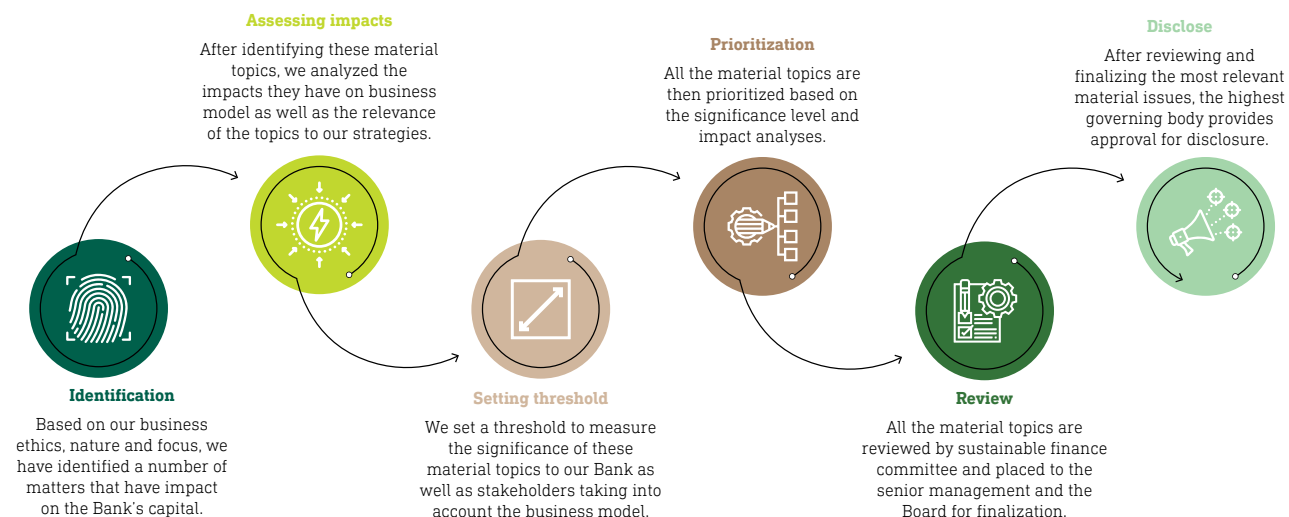 Identification
Based on our business
ethics, nature and focus, we
have identified a number of
matters that have impact
on the Bank's capital.
Assessing impacts
After identifying these material
topics, we analyzed the
impacts they have on business
model as well as the relevance
of the topics to our strategies.
Setting threshold
We set a threshold to measure
the significance of these
material topics to our Bank as
well as stakeholders taking into
account the business model.
Prioritization
All the material topics are
then prioritized based on
the significance level and
impact analyses.
Review
All the material topics are
reviewed by sustainable finance
committee and placed to the
senior management and the
Board for finalization.
Disclose
After reviewing and
finalizing the most relevant
material issues, the highest
governing body provides
approval for disclosure.